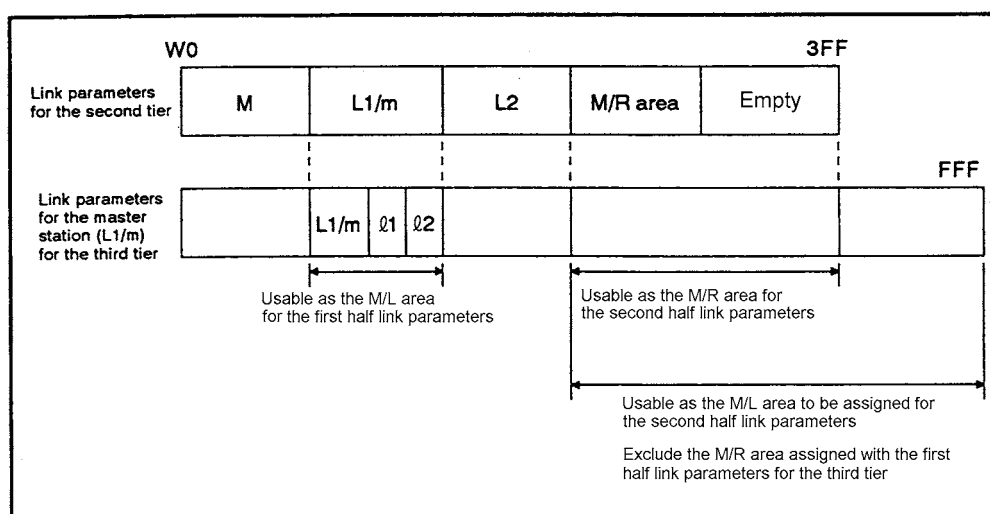 W0
3FF
Link parameters
for the second tier
M
L1/m
L2
M/R area
Empty
FFF
Link parameters
for the master
station (L1/m)
for the third tier
L1/m
ℓ1
ℓ2
Usable as the M/L area
for the first half link parameters
Usable as the M/R area for
the second half link parameters
Usable as the M/L area to be assigned for
the second half link parameters
Exclude the M/R area assigned with the first
half link parameters for the third tier